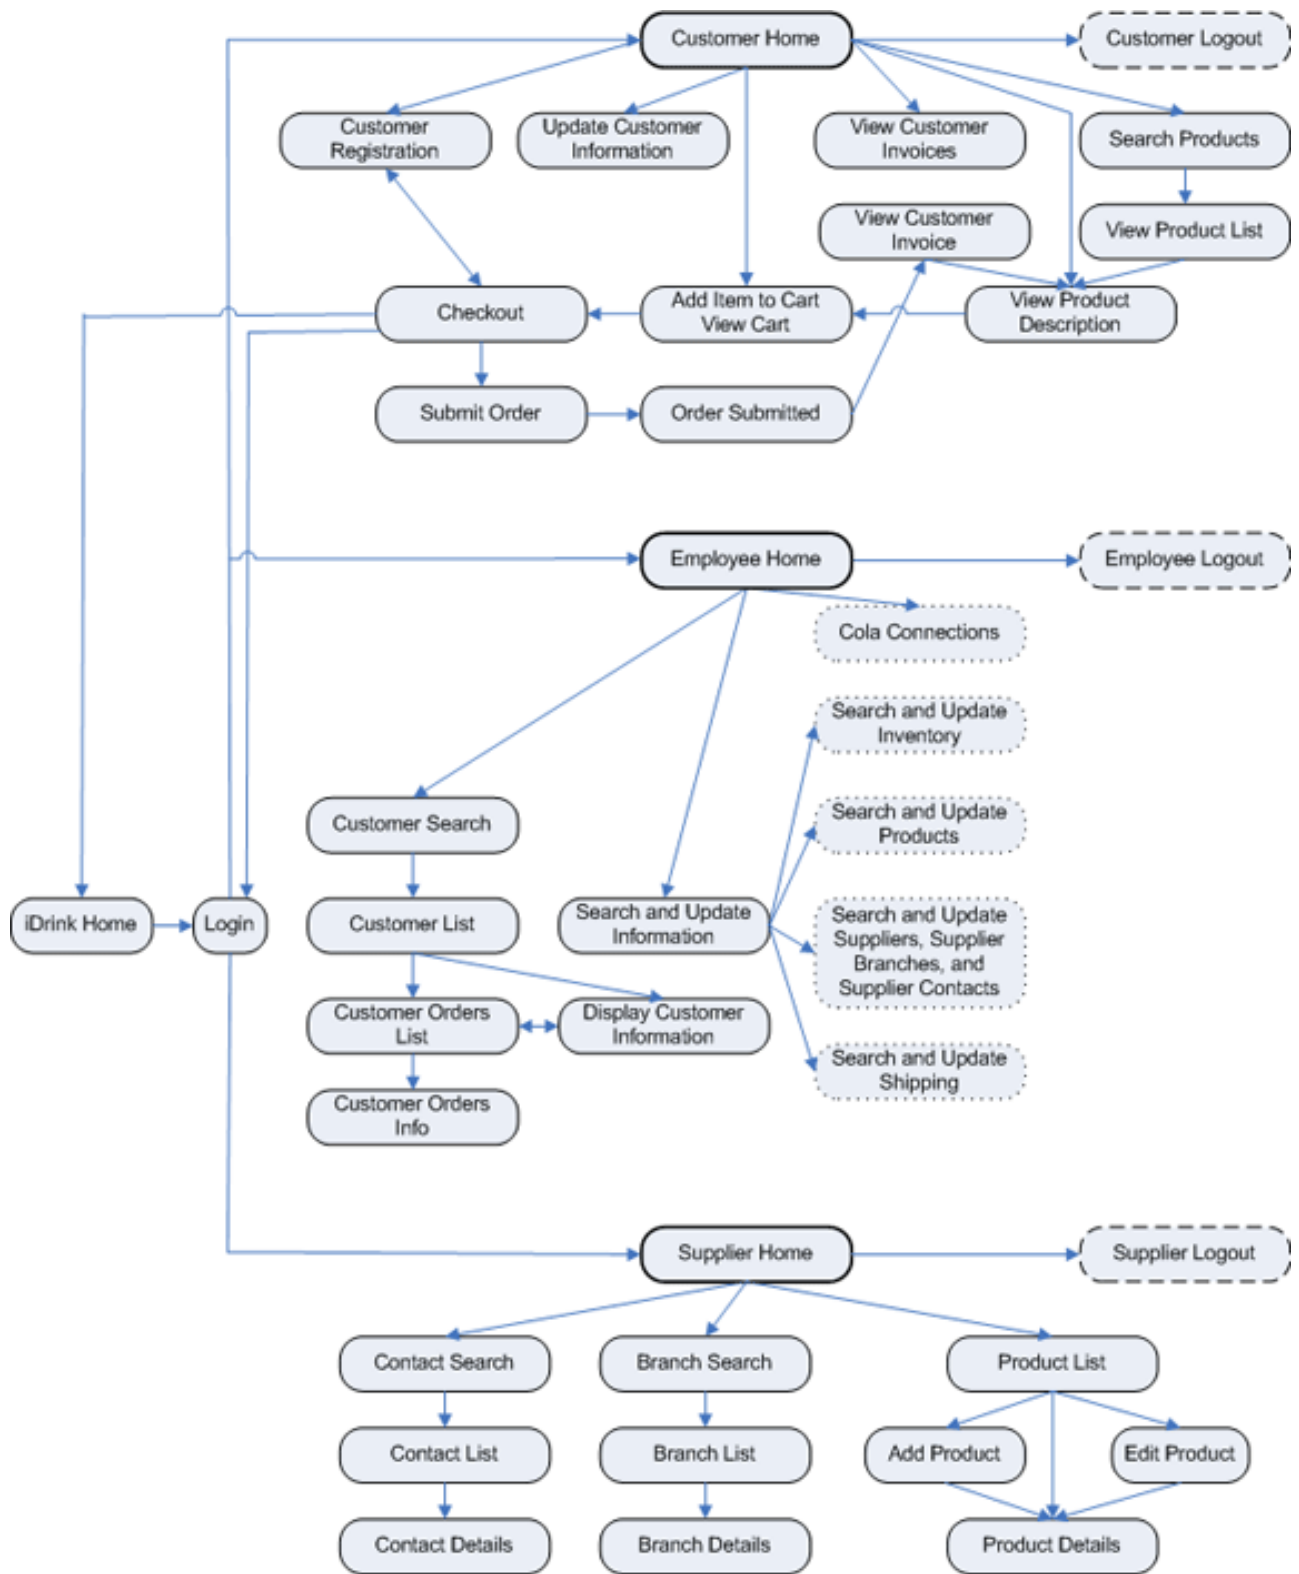 Customer Home
Customer Logout
Customer
Registration
Update Customer
Information
View Customer
Invoices
Search Products
View Customer
Invoice
View Product List
Checkout
Add Item to Cart
View Cart
View Product
Description
Submit Order
Order Submitted
Employee Home
Employee Logout
Cola Connections
Search and Update
Inventory
Customer Search
Search and Update
Products
iDrink Home
Login
Customer List
Search and Update
Information
Search and Update
Suppliers, Supplier
Branches, and
Supplier Contacts
Customer Orders
List
Display Customer
Information
Search and Update
Shipping
Customer Orders
Info
Supplier Home
Supplier Logout
Contact Search
Branch Search
Product List
Contact List
Branch List
Add Product
Edit Product
Contact Details
Branch Details
Product Details